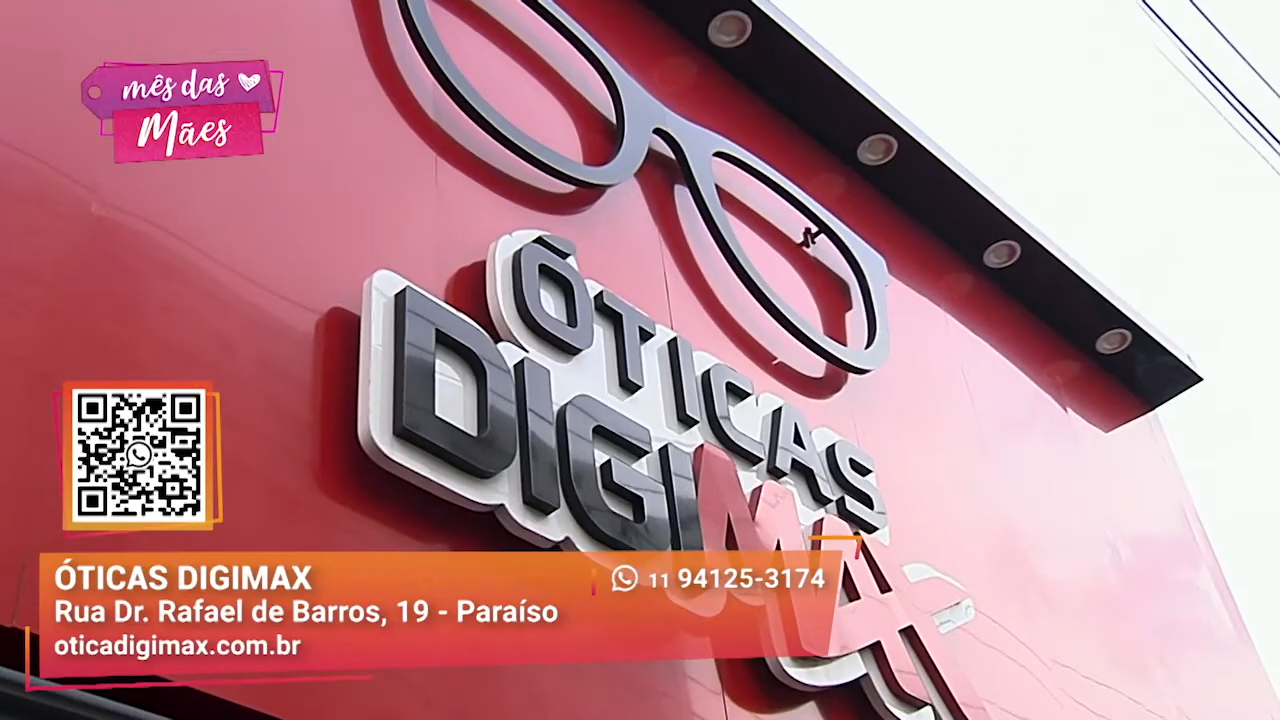 mês das
Mães
ÓTICAS
DIGIMA
ÓTICAS DIGIMAX
11 94125-3174
Rua Dr. Rafael de Barros, 19 - Paraíso
oticadigimax.com.br